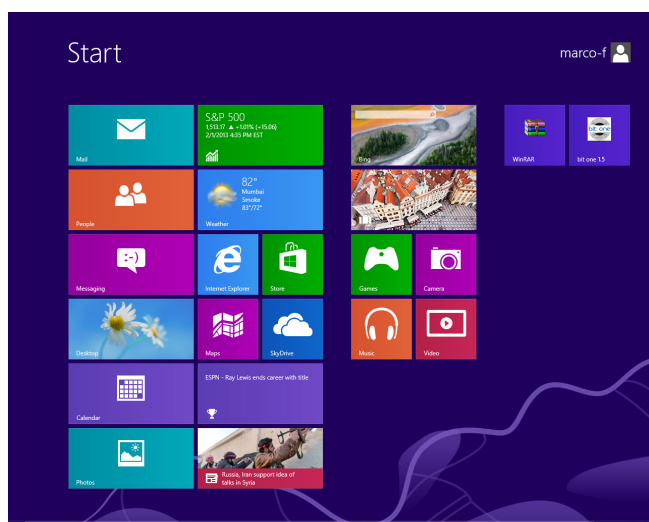 Start
marco-f
Mail
S&P 500
1,513.17 ▲ +1.01% (+15.06)
2/1/2013 4:35 PM EST
Bing
WinRAR
bit one
bit one 1.5
People
82°
Mumbai
Smoke
83°/72°
Weather
Messaging
:-)
Internet Explorer
Store
Games
Camera
Desktop
Maps
SkyDrive
Music
Video
Calendar
ESPN - Ray Lewis ends career with title
Photos
Russia, Iran support idea of
talks in Syria